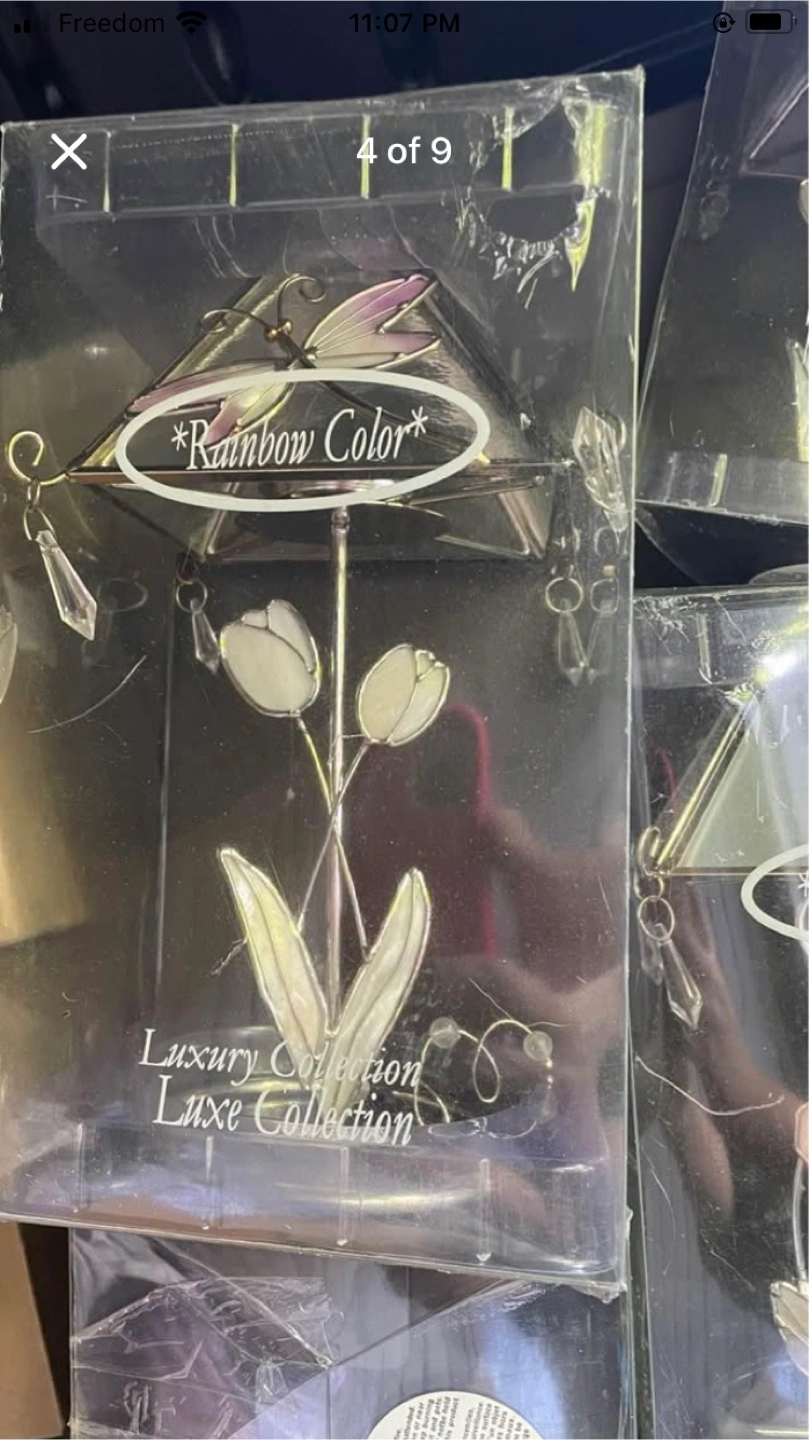 Freedom
11:07 PM
4 of 9
*Rainbow Color*
Luxury Collection
Luxe Collection